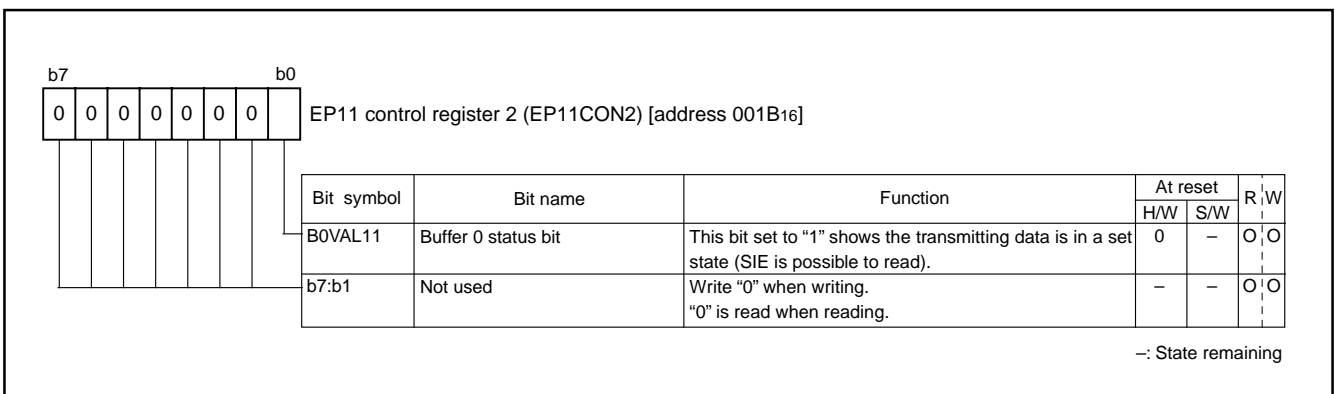 b7 b0
0 0 0 0 0 0 0 EP11 control register 2 (EP11CON2) [address 001B16]
Bit symbol Bit name Function At reset R W
H/W S/W
B0VAL11 Buffer 0 status bit This bit set to “1” shows the transmitting data is in a set 0 – O O
state (SIE is possible to read).
b7:b1 Not used Write “0” when writing. – – O O
“0” is read when reading.
–: State remaining